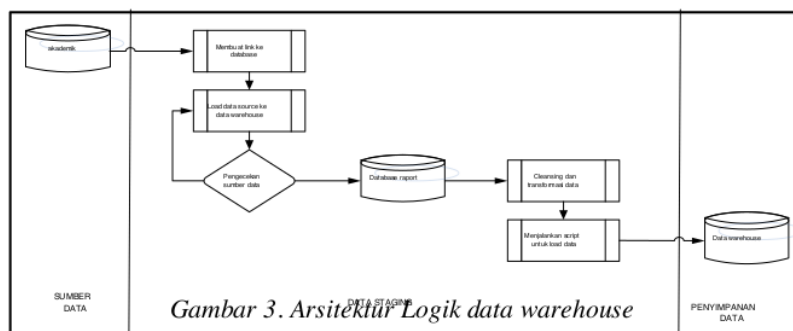 akademik
Membuat link ke
database
Load data source ke
data warehouse
Pengecekan
sumber data
Database raport
Cleansing dan
transformasi data
Menjalankan script
untuk load data
Data warehouse
SUMBER
DATA
DATA STAGING
PENYIMPANAN
DATA
Gambar 3. Arsitektur Logik data warehouse